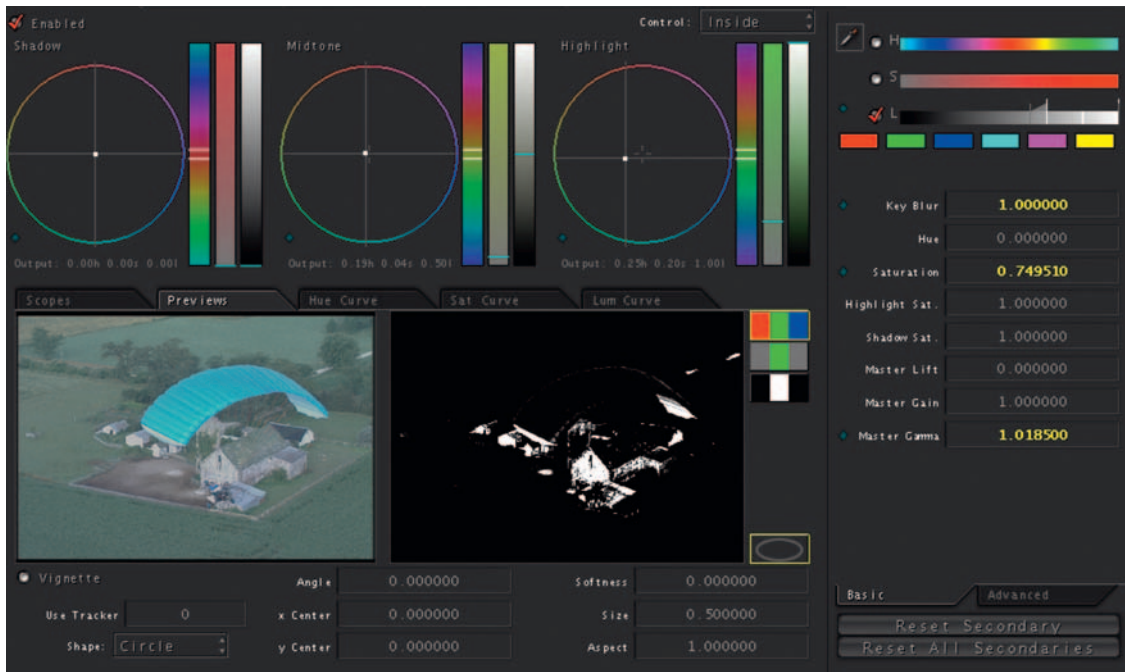 Enabled
Control: Inside
Shadow
Midtone
Highlight
H
S
L
Output: 0.00h 0.00s 0.00l
Output: 0.19h 0.04s 0.50l
Output: 0.25h 0.20s 1.00l
Key Blur 1.000000
Hue 0.000000
Saturation 0.749510
Highlight Sat. 1.000000
Shadow Sat. 1.000000
Master Lift 0.000000
Master Gain 1.000000
Master Gamma 1.018500
Scopes
Previews
Hue Curve
Sat Curve
Lum Curve
Vignette
Angle 0.000000
Softness 0.000000
Use Tracker 0
x Center 0.000000
Size 0.500000
Shape: Circle
y Center 0.000000
Aspect 1.000000
Basic
Advanced
Reset Secondary
Reset All Secondaries